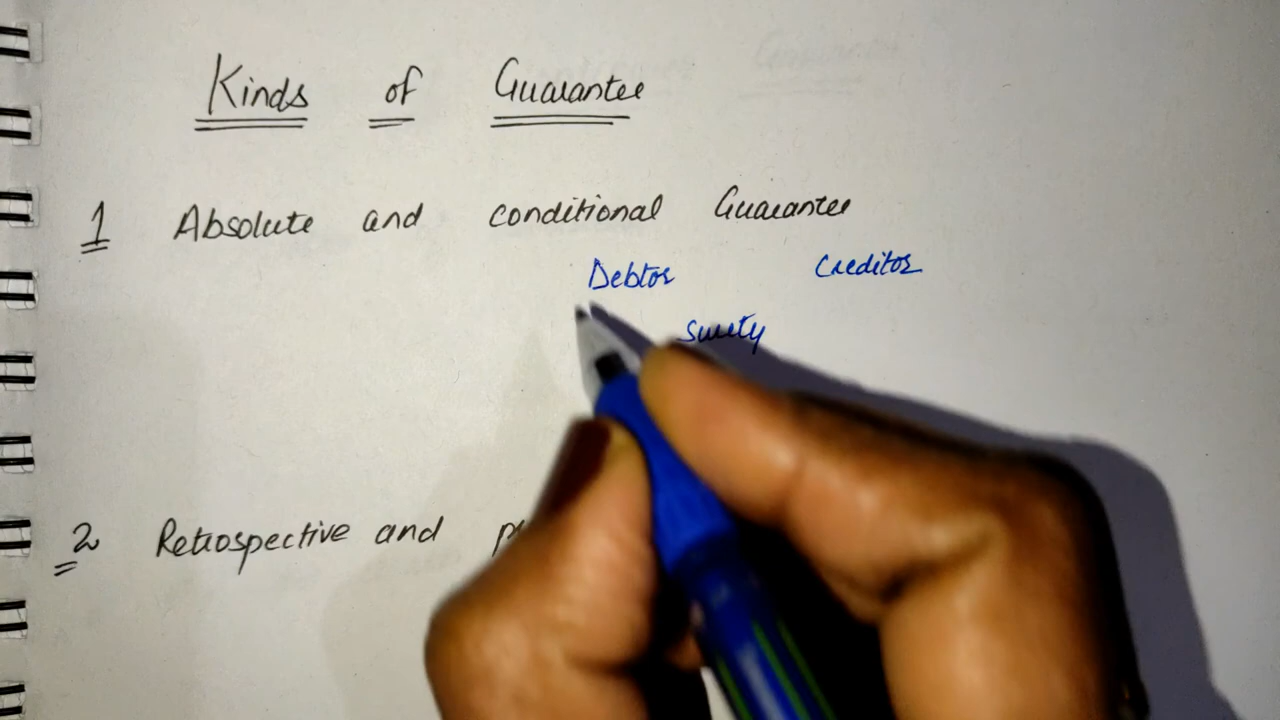 Kinds of Guarantee
1 Absolute and conditional Guarantee
Debtor Creditor
surety
2 Retrospective and